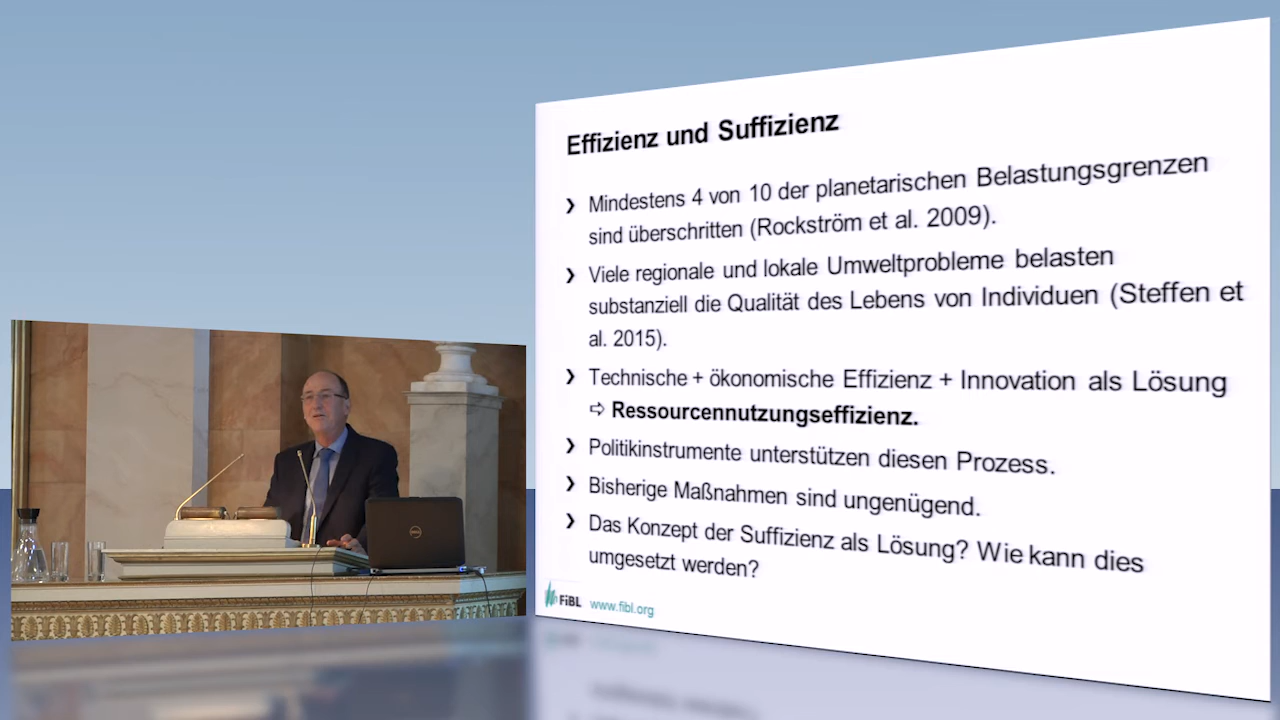 Effizienz und Suffizienz
❯ Mindestens 4 von 10 der planetarischen Belastungsgrenzen
sind überschritten (Rockström et al. 2009).
❯ Viele regionale und lokale Umweltprobleme belasten
substanziell die Qualität des Lebens von Individuen (Steffen et
al. 2015).
❯ Technische + ökonomische Effizienz + Innovation als Lösung
⇨ Ressourcennutzungseffizienz.
❯ Politikinstrumente unterstützen diesen Prozess.
❯ Bisherige Maßnahmen sind ungenügend.
❯ Das Konzept der Suffizienz als Lösung? Wie kann dies
umgesetzt werden?
FiBL www.fibl.org
DELL